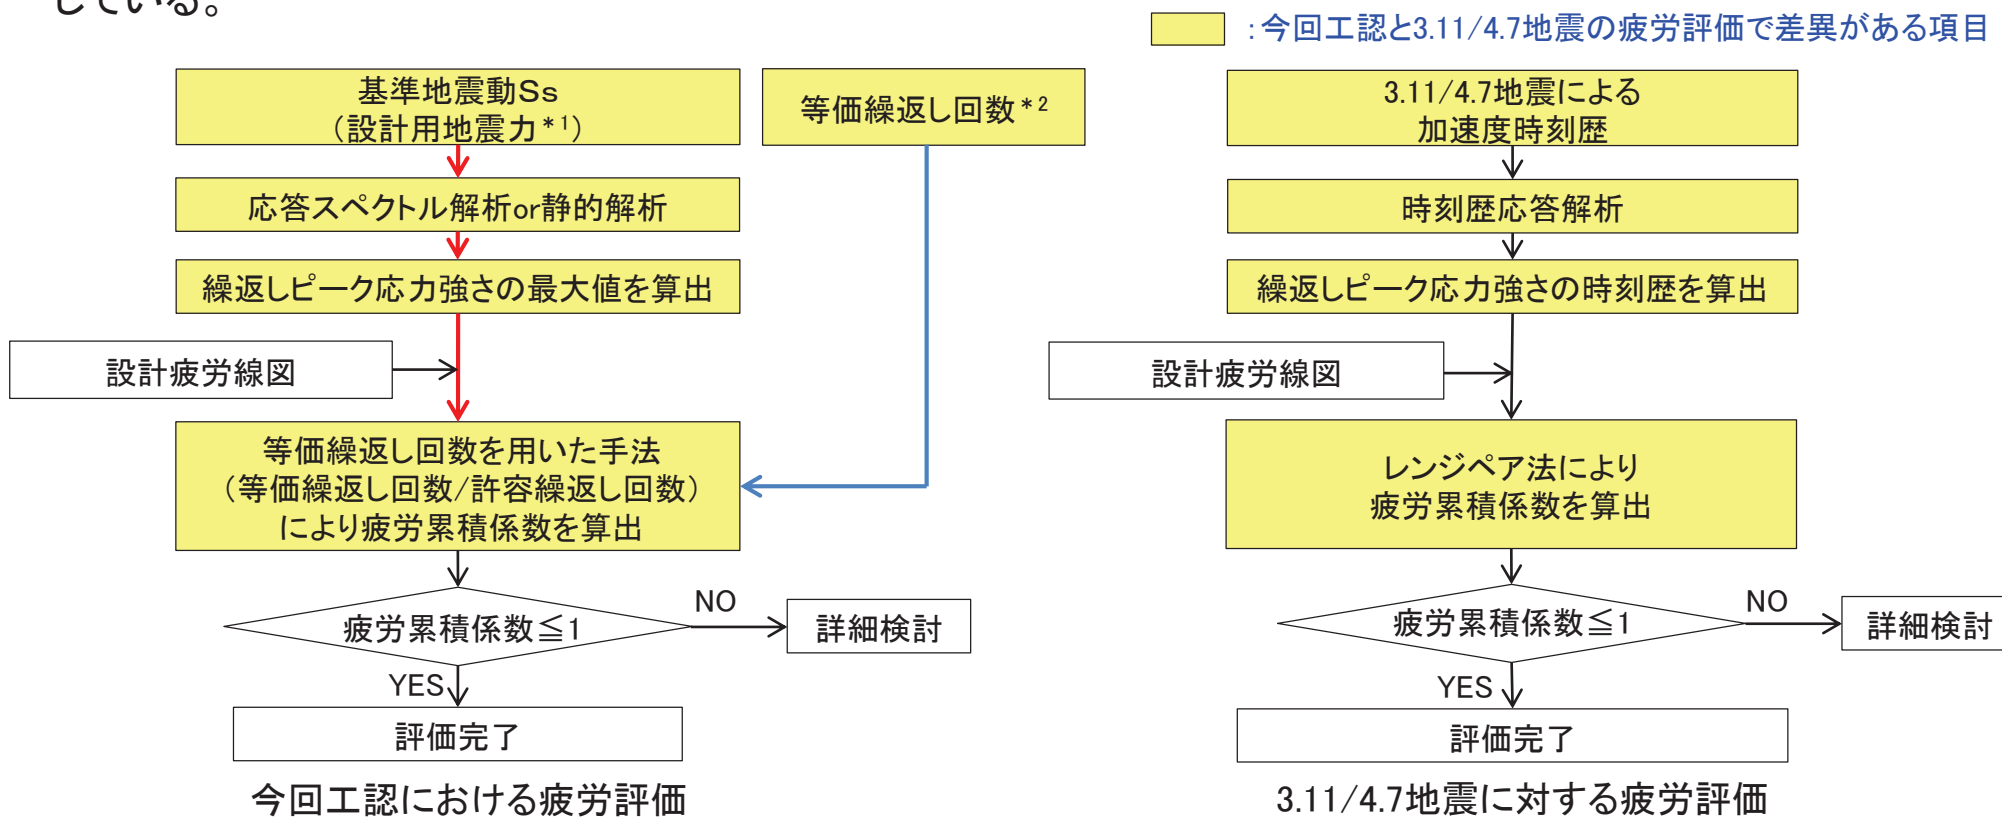 している。
：今回工認と3.11/4.7地震の疲労評価で差異がある項目
基準地震動Ss
（設計用地震力*1）
等価繰返し回数*2
応答スペクトル解析or静的解析
繰返しピーク応力強さの最大値を算出
設計疲労線図
等価繰返し回数を用いた手法
（等価繰返し回数/許容繰返し回数）
により疲労累積係数を算出
疲労累積係数≦1
NO
詳細検討
YES
評価完了
今回工認における疲労評価
3.11/4.7地震による
加速度時刻歴
時刻歴応答解析
繰返しピーク応力強さの時刻歴を算出
設計疲労線図
レンジペア法により
疲労累積係数を算出
疲労累積係数≦1
NO
詳細検討
YES
評価完了
3.11/4.7地震に対する疲労評価